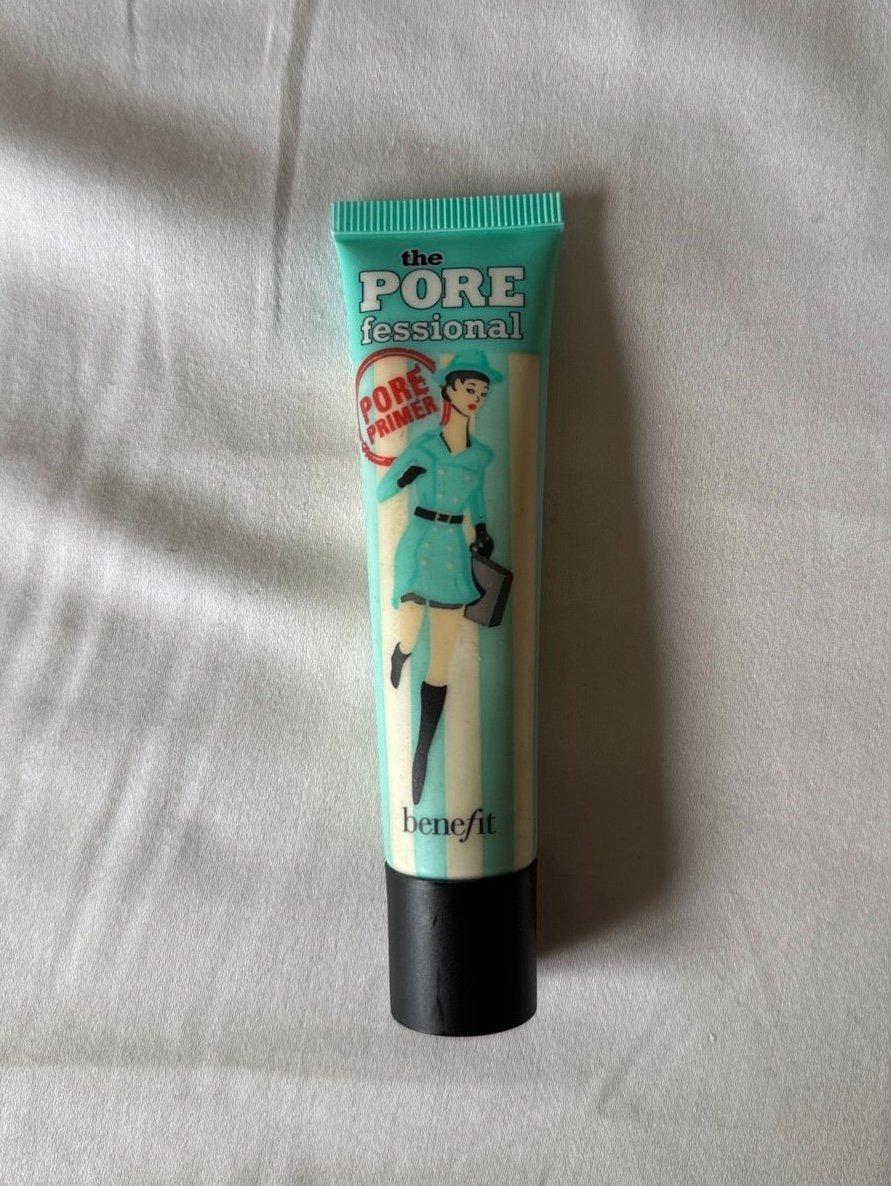 the
PORE
fessional
PORE
PRIMER
benefit